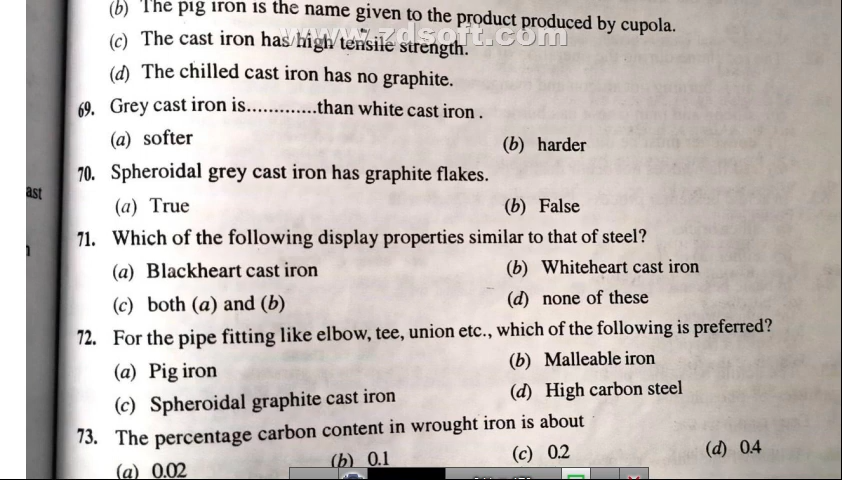 (b) The pig iron is the name given to the product produced by cupola.
www.zdsoft.com
(c) The cast iron has high tensile strength.
(d) The chilled cast iron has no graphite.
69. Grey cast iron is.............than white cast iron .
(a) softer (b) harder
70. Spheroidal grey cast iron has graphite flakes.
ast
(a) True (b) False
71. Which of the following display properties similar to that of steel?
(a) Blackheart cast iron (b) Whiteheart cast iron
(c) both (a) and (b) (d) none of these
72. For the pipe fitting like elbow, tee, union etc., which of the following is preferred?
(a) Pig iron (b) Malleable iron
(c) Spheroidal graphite cast iron (d) High carbon steel
73. The percentage carbon content in wrought iron is about
(a) 0.02 (b) 0.1 (c) 0.2 (d) 0.4